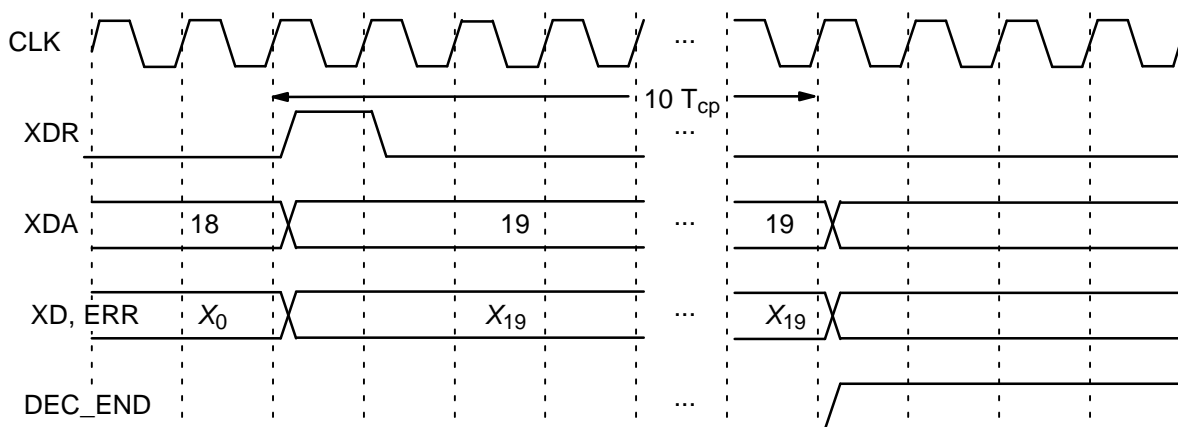 CLK ...
10 T_cp
XDR ...
XDA 18 19 ... 19
XD, ERR X_0 X_19 ... X_19
DEC_END ...